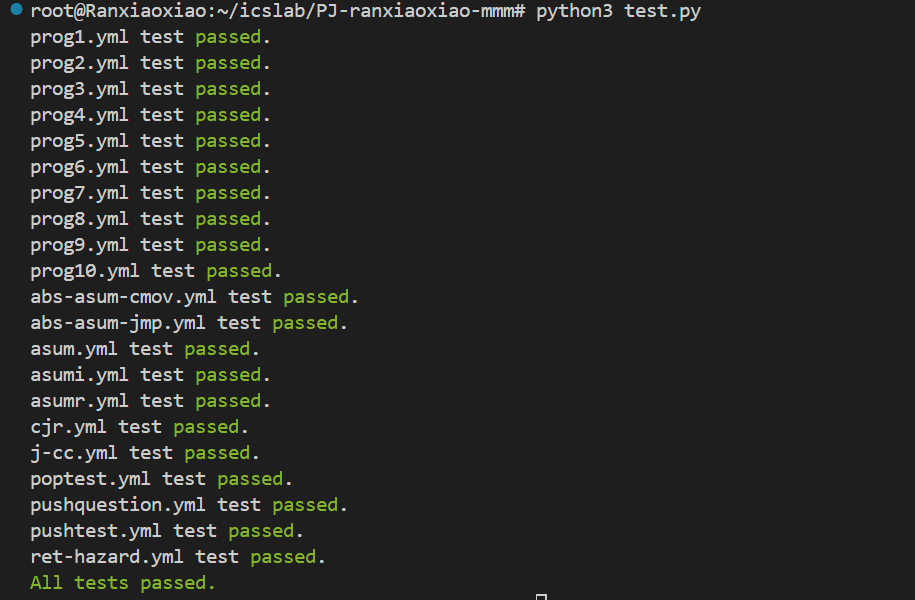 root@Ranxiaoxiao:~/icslab/PJ-ranxiaoxiao-mmm# python3 test.py
prog1.yml test passed.
prog2.yml test passed.
prog3.yml test passed.
prog4.yml test passed.
prog5.yml test passed.
prog6.yml test passed.
prog7.yml test passed.
prog8.yml test passed.
prog9.yml test passed.
prog10.yml test passed.
abs-asum-cmov.yml test passed.
abs-asum-jmp.yml test passed.
asum.yml test passed.
asumi.yml test passed.
asumr.yml test passed.
cjr.yml test passed.
j-cc.yml test passed.
poptest.yml test passed.
pushquestion.yml test passed.
pushtest.yml test passed.
ret-hazard.yml test passed.
All tests passed.